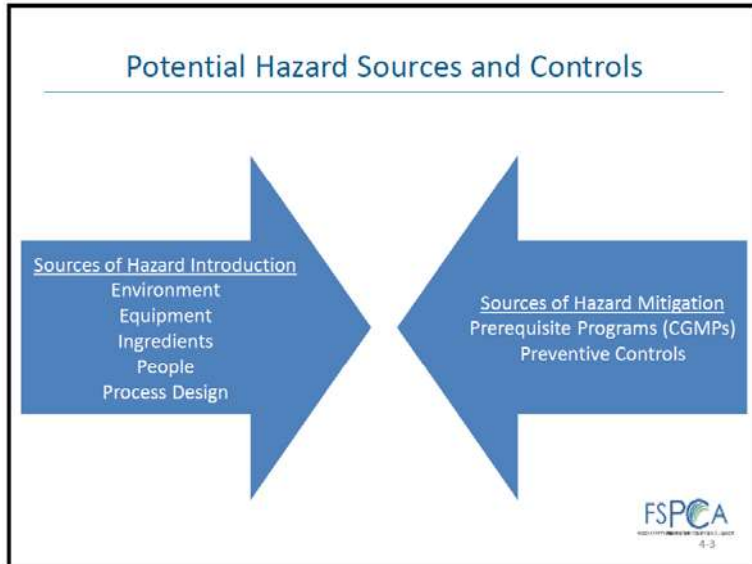 Potential Hazard Sources and Controls
Sources of Hazard Introduction
Environment
Equipment
Ingredients
People
Process Design
Sources of Hazard Mitigation
Prerequisite Programs (CGMPs)
Preventive Controls
FSPCA
4-3